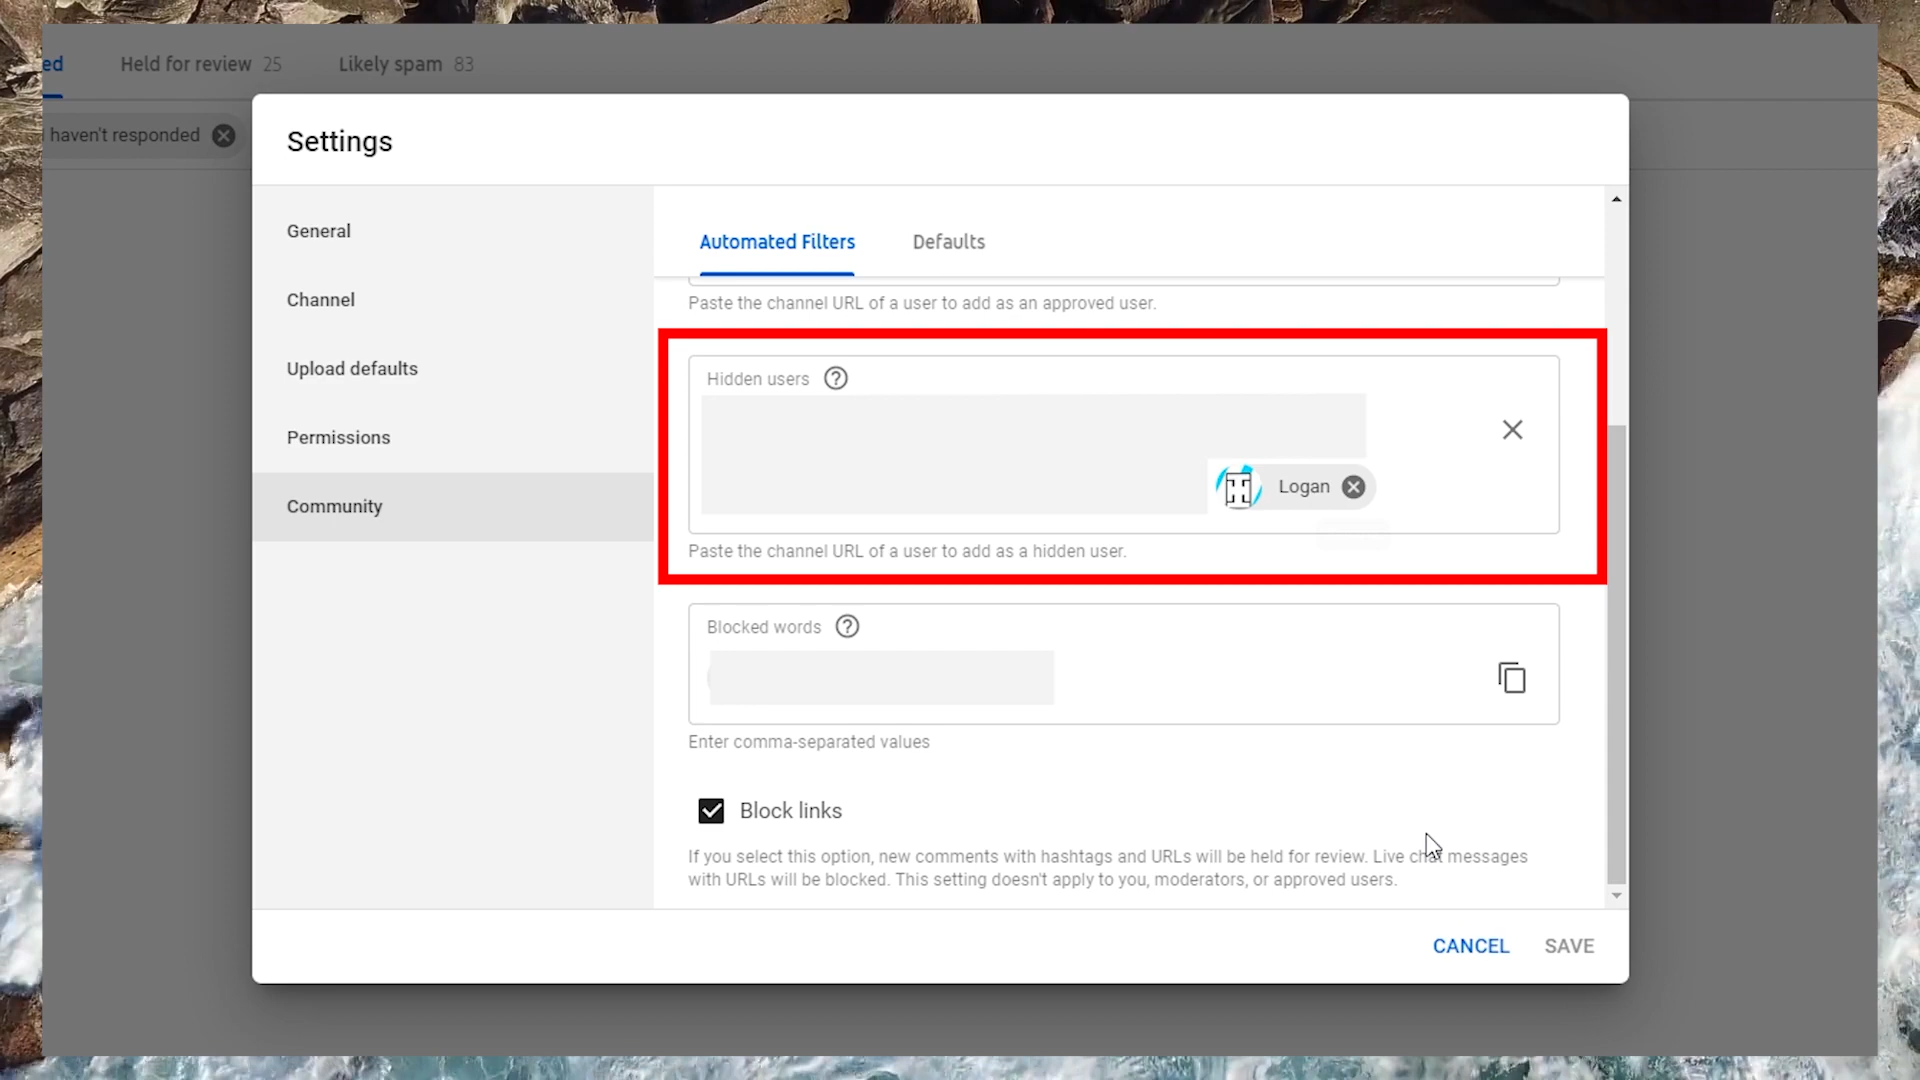 ed
Held for review 25
Likely spam 83
haven't responded
Settings
General
Channel
Upload defaults
Permissions
Community
Automated Filters
Defaults
Paste the channel URL of a user to add as an approved user.
Hidden users
Logan
Paste the channel URL of a user to add as a hidden user.
Blocked words
Enter comma-separated values
Block links
If you select this option, new comments with hashtags and URLs will be held for review. Live chat messages
with URLs will be blocked. This setting doesn't apply to you, moderators, or approved users.
CANCEL
SAVE